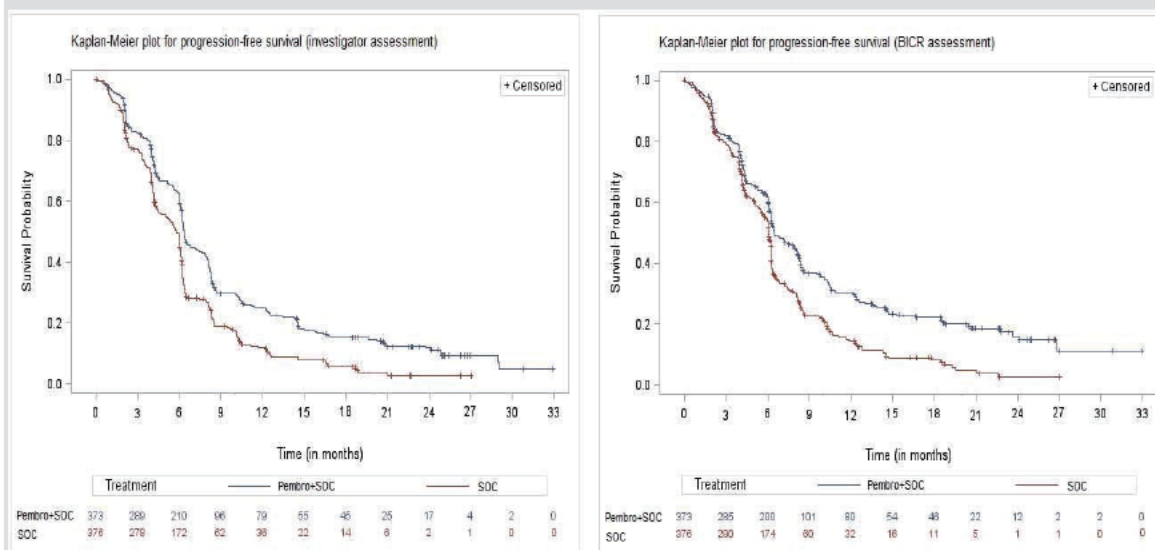 Kaplan-Meier plot for progression-free survival (investigator assessment)
+ Censored
Survival Probability
1.0
0.8
0.6
0.4
0.2
0.0
0 3 6 9 12 15 18 21 24 27 30 33
Time (in months)
Treatment Pembro+SOC SOC
Pembro+SOC 373 289 210 96 79 55 45 25 17 4 2 0
SOC 376 278 172 62 36 22 14 6 2 1 0 0
Kaplan-Meier plot for progression-free survival (BICR assessment)
+ Censored
Survival Probability
1.0
0.8
0.6
0.4
0.2
0.0
0 3 6 9 12 15 18 21 24 27 30 33
Time (in months)
Treatment Pembro+SOC SOC
Pembro+SOC 373 285 200 101 80 54 46 22 12 2 2 0
SOC 376 280 174 60 32 16 11 5 1 1 0 0